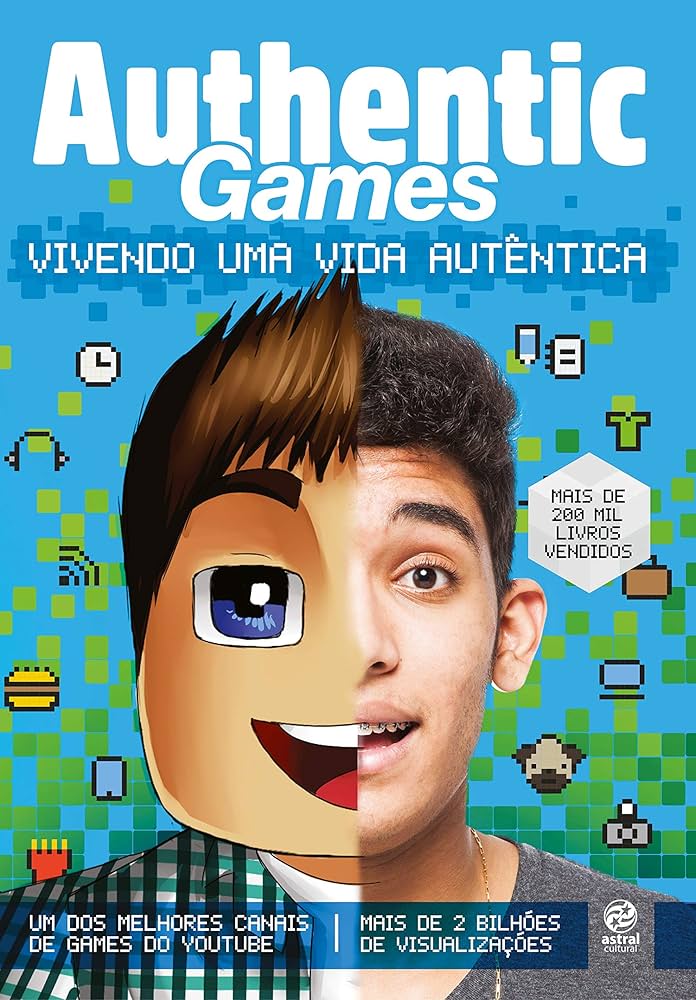 Authentic
Games
VIVENDO UMA VIDA AUTÊNTICA
MAIS DE
200 MIL
LIVROS
VENDIDOS
UM DOS MELHORES CANAIS
DE GAMES DO YOUTUBE
MAIS DE 2 BILHÕES
DE VISUALIZAÇÕES
astral
cultural